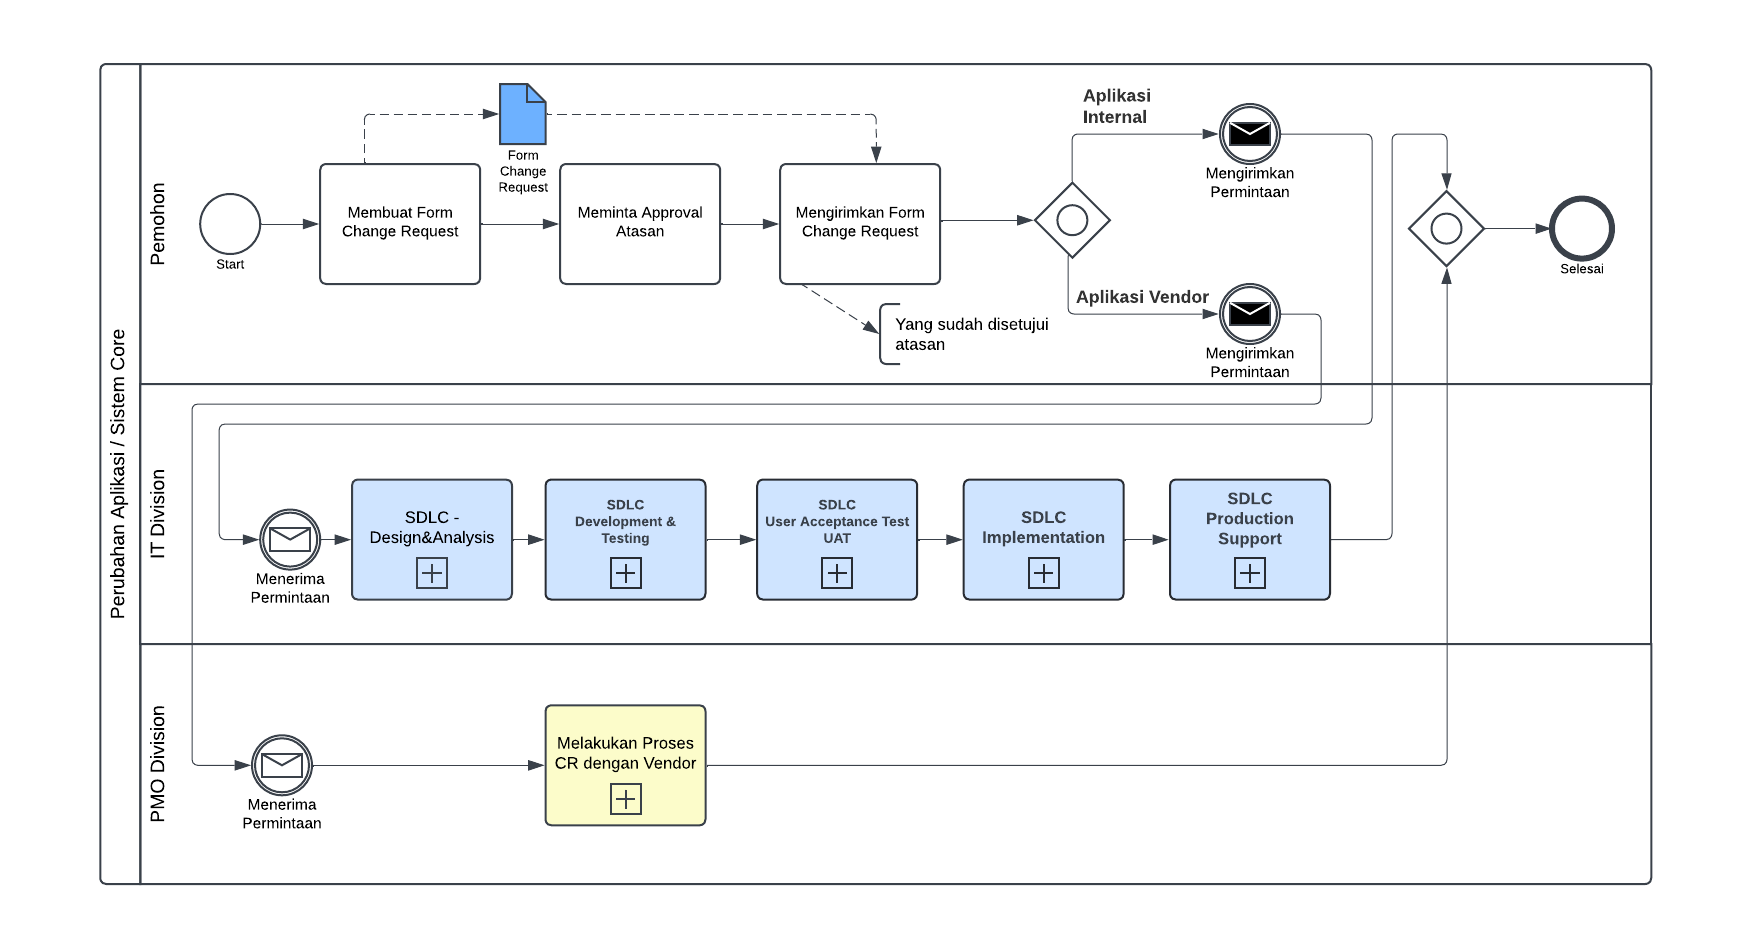 Perubahan Aplikasi / Sistem Core
Pemohon
Start
Membuat Form
Change Request
Form
Change
Request
Meminta Approval
Atasan
Mengirimkan Form
Change Request
Yang sudah disetujui
atasan
Aplikasi
Internal
Mengirimkan
Permintaan
Aplikasi Vendor
Mengirimkan
Permintaan
Selesai
IT Division
Menerima
Permintaan
SDLC -
Design&Analysis
SDLC
Development &
Testing
SDLC
User Acceptance Test
UAT
SDLC
Implementation
SDLC
Production
Support
PMO Division
Menerima
Permintaan
Melakukan Proses
CR dengan Vendor